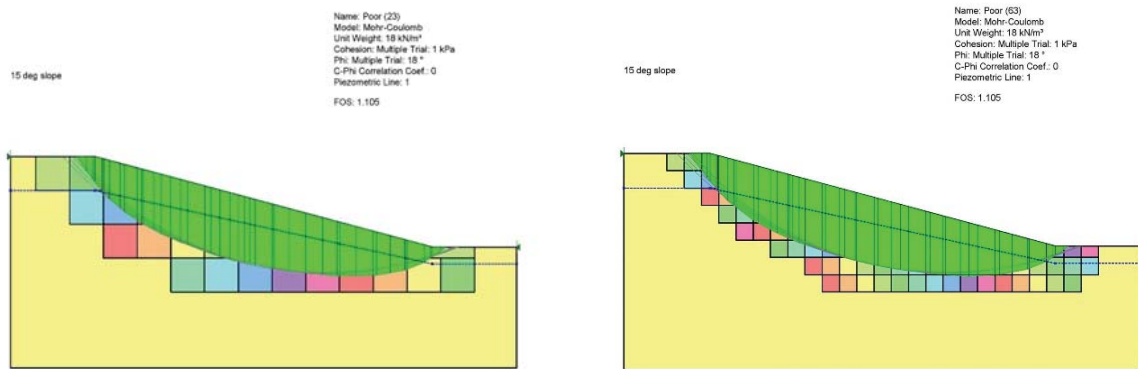 Name: Poor (23)
Model: Mohr-Coulomb
Unit Weight: 18 kN/m³
Cohesion: Multiple Trial: 1 kPa
Phi: Multiple Trial: 18 °
C-Phi Correlation Coef.: 0
Piezometric Line: 1
FOS: 1.105
15 deg slope
Name: Poor (63)
Model: Mohr-Coulomb
Unit Weight: 18 kN/m³
Cohesion: Multiple Trial: 1 kPa
Phi: Multiple Trial: 18 °
C-Phi Correlation Coef.: 0
Piezometric Line: 1
FOS: 1.105
15 deg slope